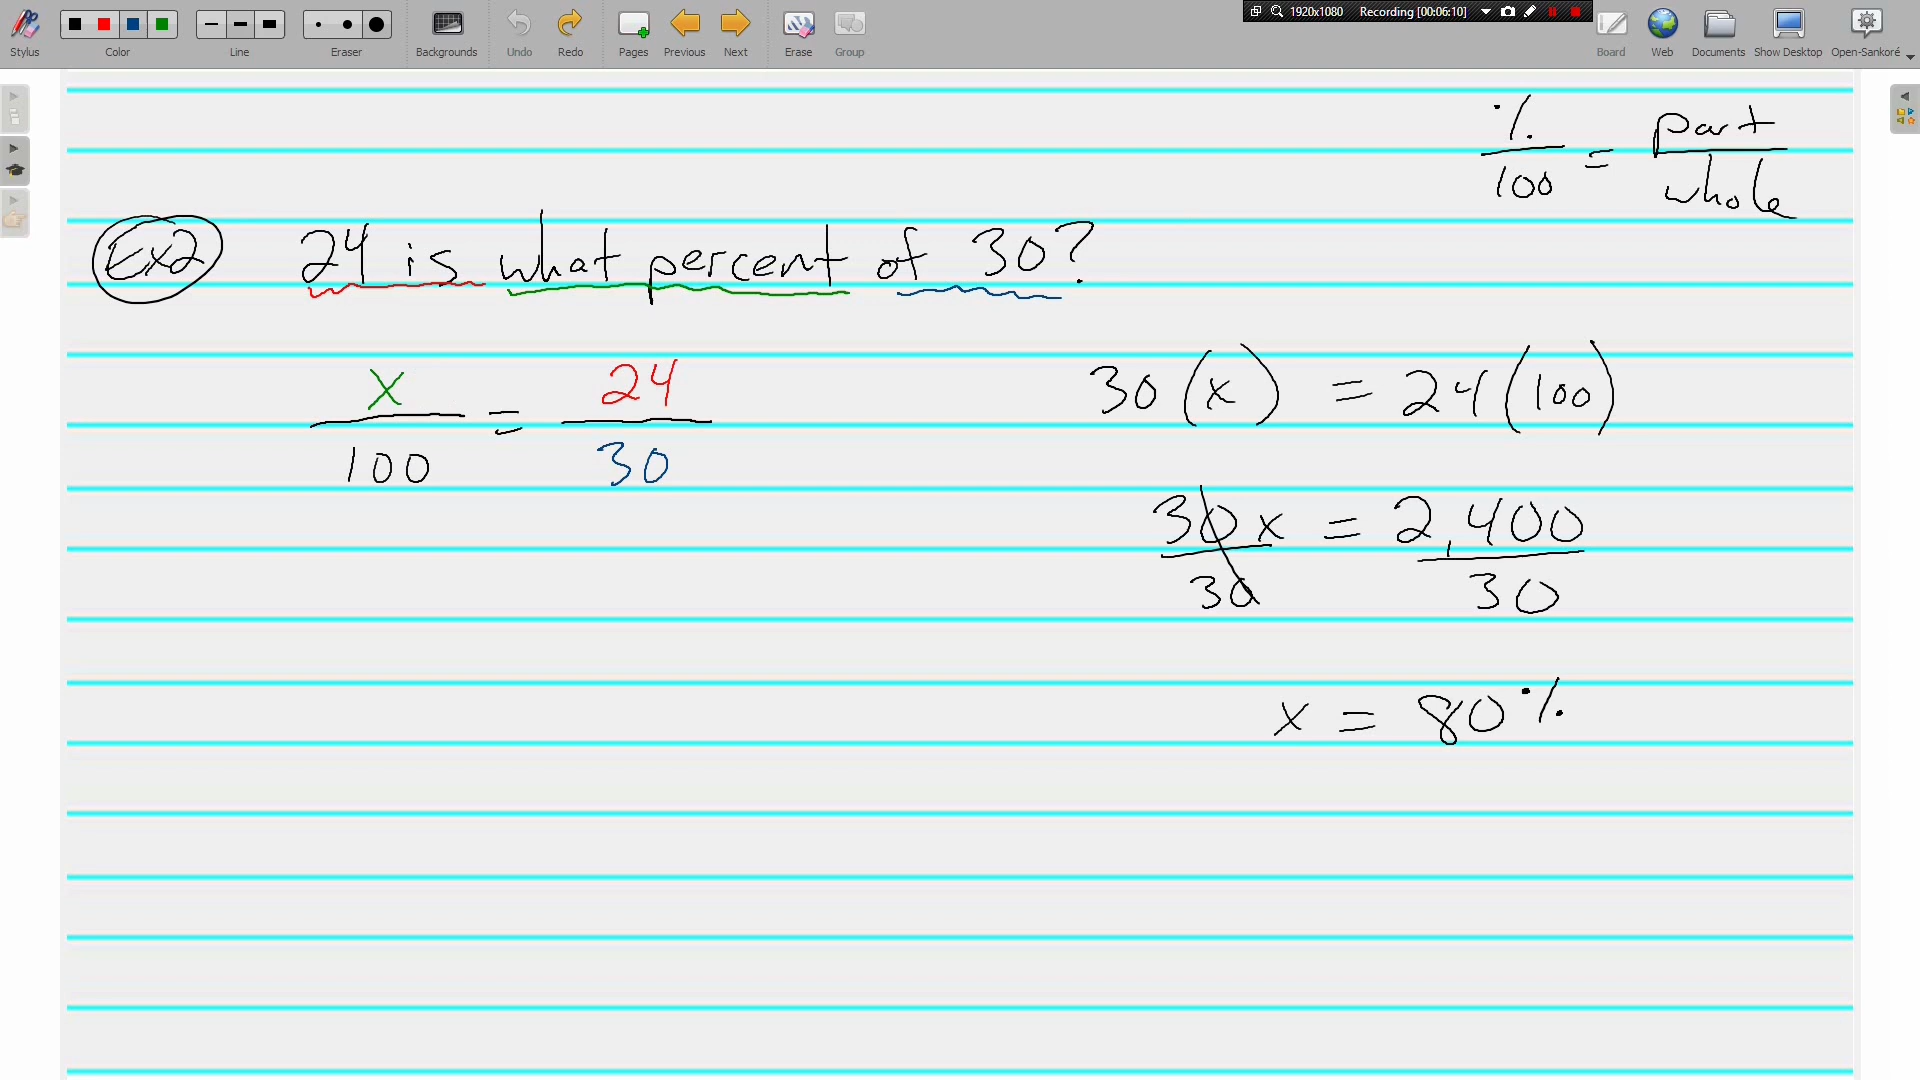 1920x1080 Recording [00:06:10]
Stylus Color Line Eraser Backgrounds Undo Redo Pages Previous Next Erase Group Board Web Documents Show Desktop Open-Sankoré
%/100 = part/whole
Ex2 24 is what percent of 30?
x/100 = 24/30
30(x) = 24(100)
30x/30 = 2,400/30
x = 80%